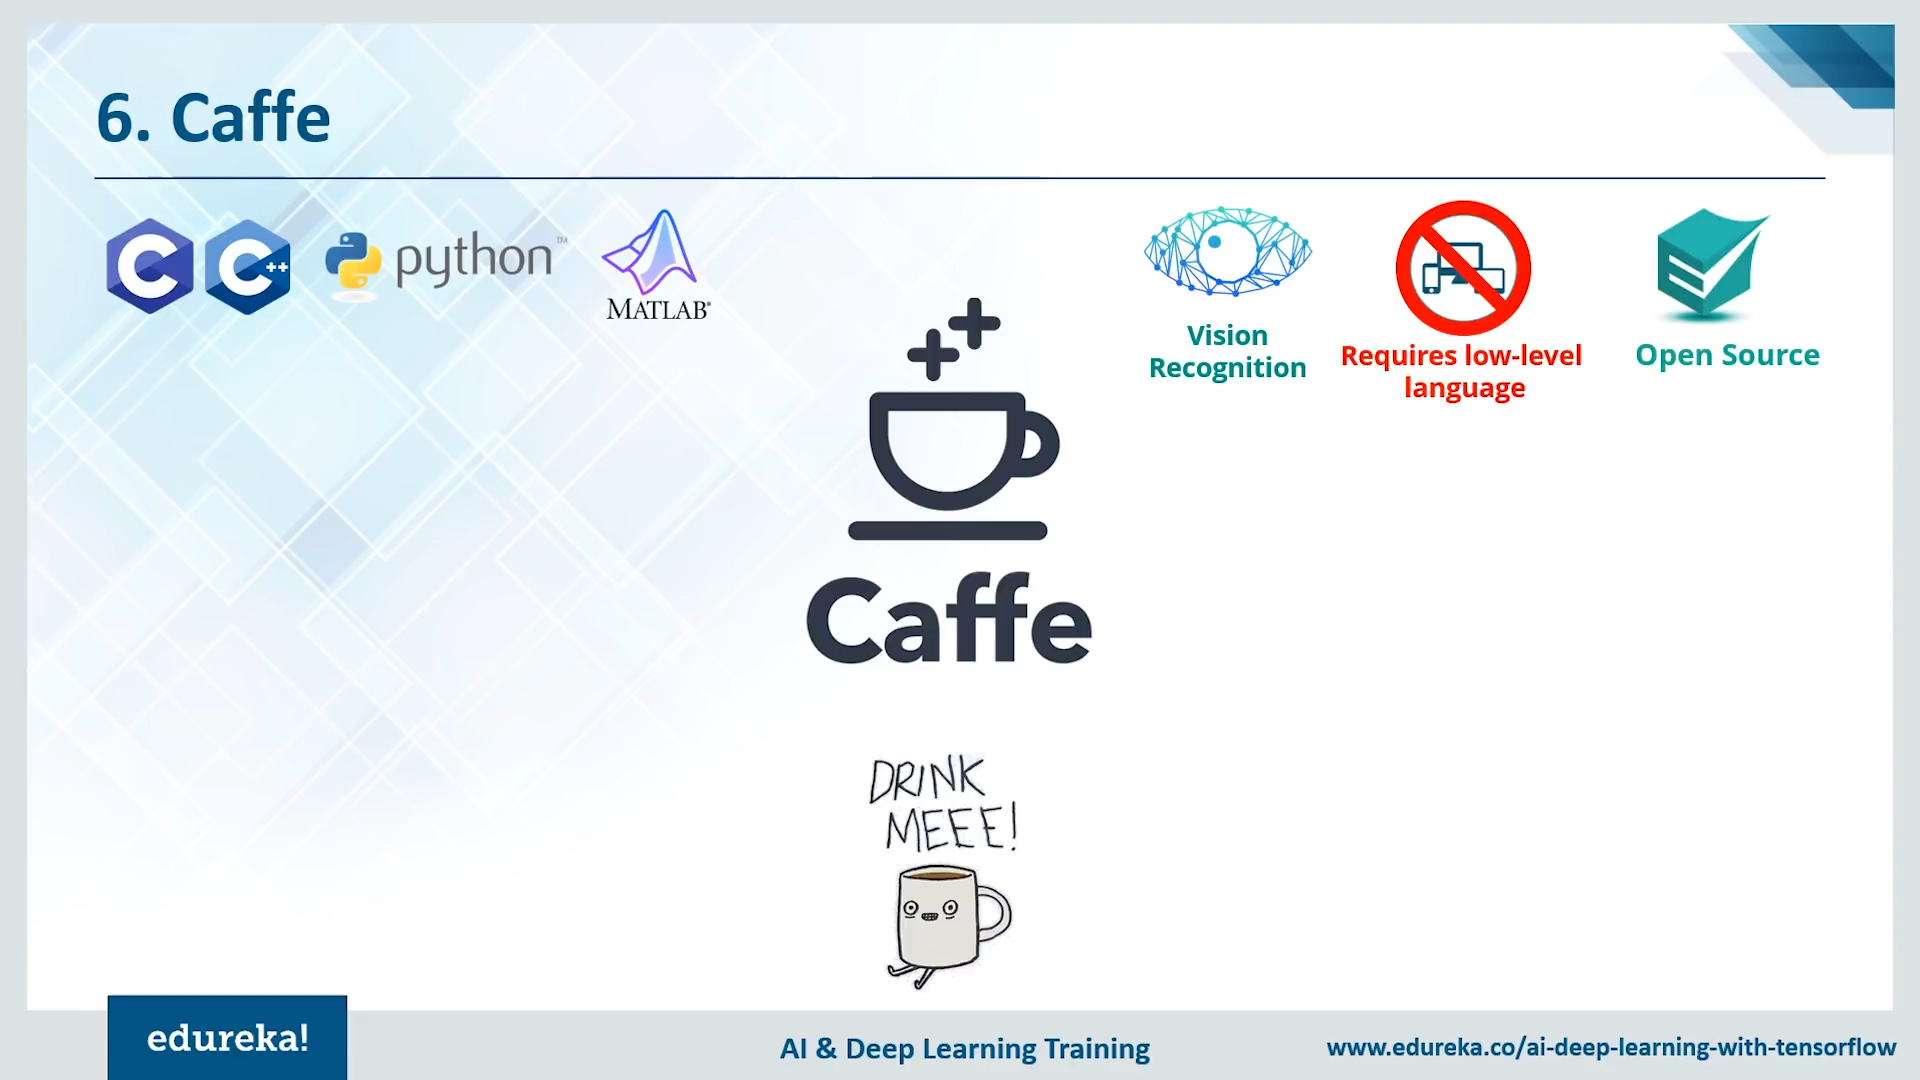 6. Caffe
C C++ python™ MATLAB®
Vision
Recognition
Requires low-level
language
Open Source
Caffe
DRINK
MEEE!
edureka!
AI & Deep Learning Training
www.edureka.co/ai-deep-learning-with-tensorflow